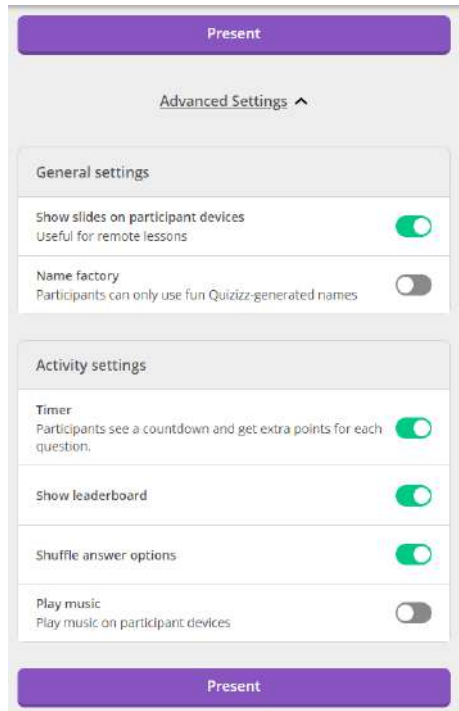 Present
Advanced Settings
General settings
Show slides on participant devices
Useful for remote lessons
Name factory
Participants can only use fun Quizizz-generated names
Activity settings
Timer
Participants see a countdown and get extra points for each
question.
Show leaderboard
Shuffle answer options
Play music
Play music on participant devices
Present